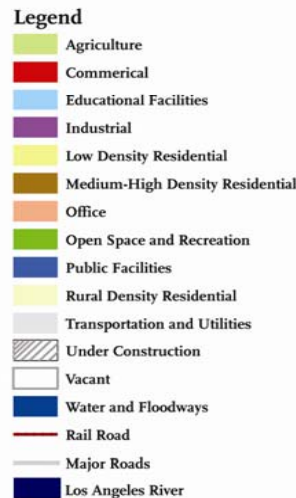 Legend
Agriculture
Commerical
Educational Facilities
Industrial
Low Density Residential
Medium-High Density Residential
Office
Open Space and Recreation
Public Facilities
Rural Density Residential
Transportation and Utilities
Under Construction
Vacant
Water and Floodways
Rail Road
Major Roads
Los Angeles River